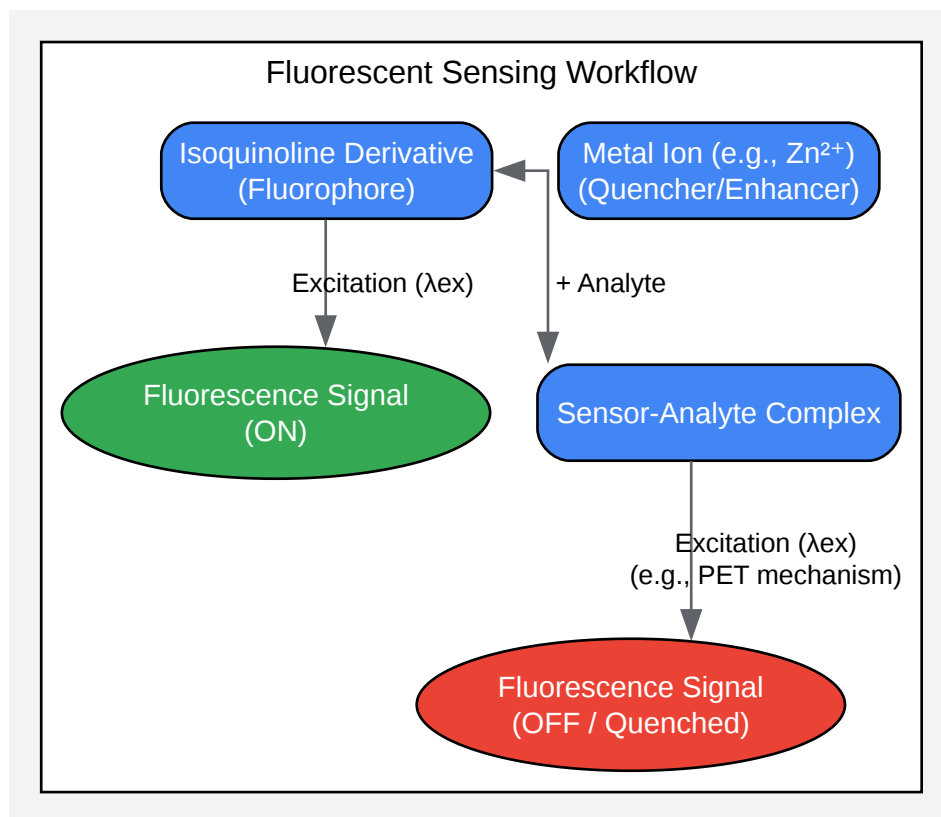 Fluorescent Sensing Workflow
Isoquinoline Derivative
(Fluorophore)
Metal Ion (e.g., Zn²⁺)
(Quencher/Enhancer)
Excitation (λex)
+ Analyte
Fluorescence Signal
(ON)
Sensor-Analyte Complex
Excitation (λex)
(e.g., PET mechanism)
Fluorescence Signal
(OFF / Quenched)